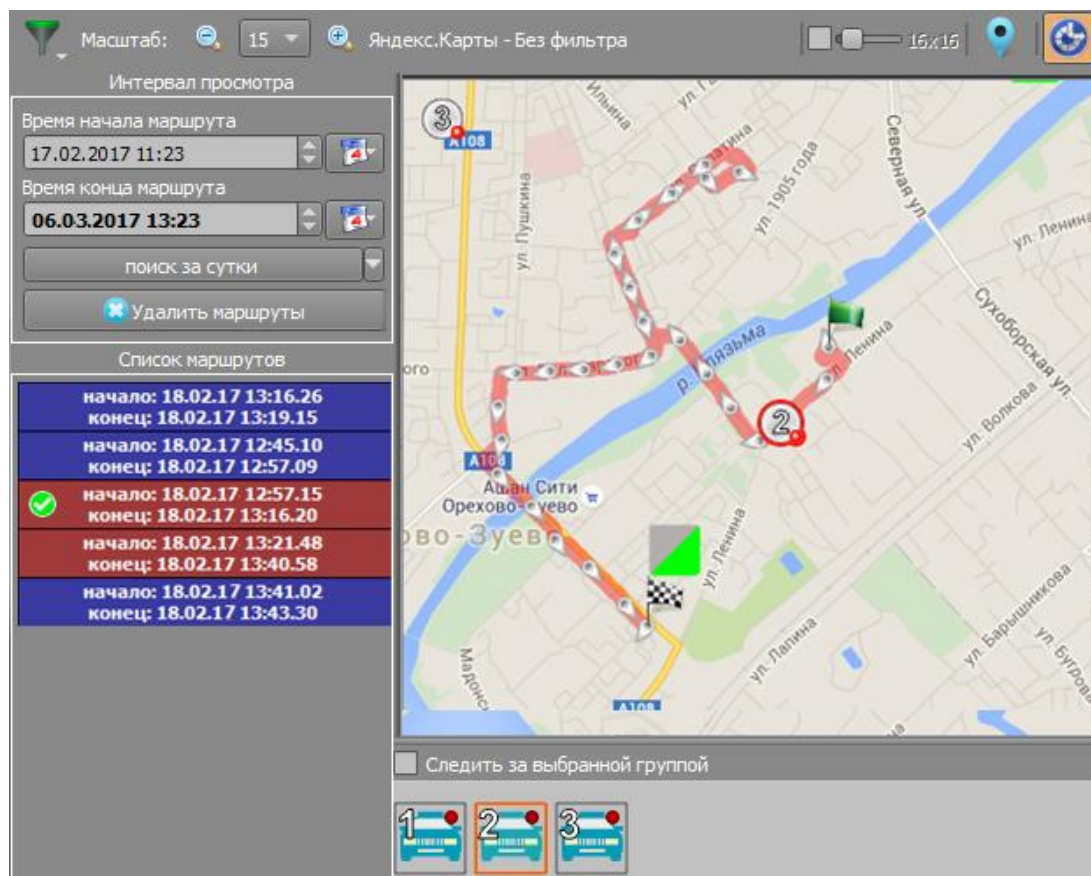 Масштаб:
15
Яндекс.Карты - Без фильтра
16x16
Интервал просмотра
Время начала маршрута
17.02.2017 11:23
Время конца маршрута
06.03.2017 13:23
поиск за сутки
Удалить маршруты
Список маршрутов
начало: 18.02.17 13:16.26
конец: 18.02.17 13:19.15
начало: 18.02.17 12:45.10
конец: 18.02.17 12:57.09
начало: 18.02.17 12:57.15
конец: 18.02.17 13:16.20
начало: 18.02.17 13:21.48
конец: 18.02.17 13:40.58
начало: 18.02.17 13:41.02
конец: 18.02.17 13:43.30
3
A108
Ильина
ул. Пушкина
ул. 1905 года
Северная ул.
ул. Ленина
Сухоборская ул.
р. Клязьма
Ленина
2
ул. Волкова
A108
Ашан Сити
Орехово-Зуево
ово-Зуево
ул. Ленина
ул. Лапина
ул. Барышникова
ул. Бугров
Мадонс
A108
Следить за выбранной группой
1
2
3